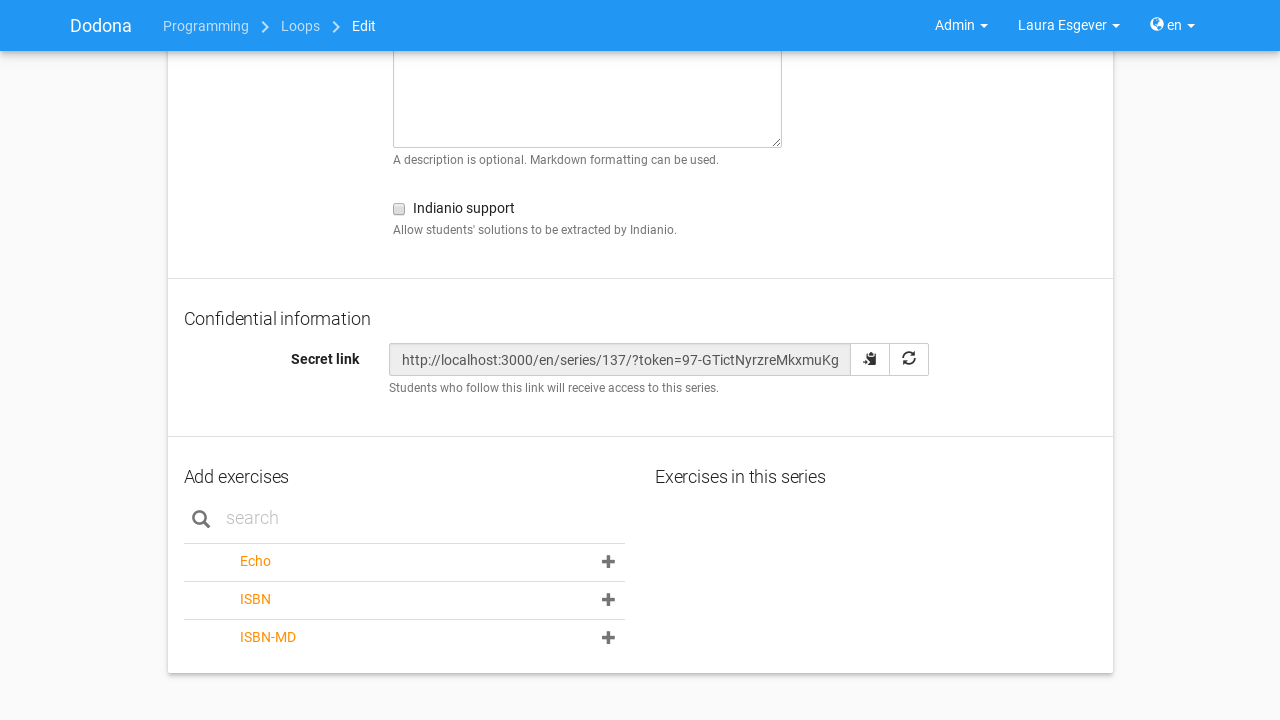 Dodona Programming Loops Edit Admin Laura Esgever en
A description is optional. Markdown formatting can be used.
Indianio support
Allow students' solutions to be extracted by Indianio.
Confidential information
Secret link http://localhost:3000/en/series/137/?token=97-GTictNyrzreMkxmuKg
Students who follow this link will receive access to this series.
Add exercises
search
Echo
ISBN
ISBN-MD
Exercises in this series